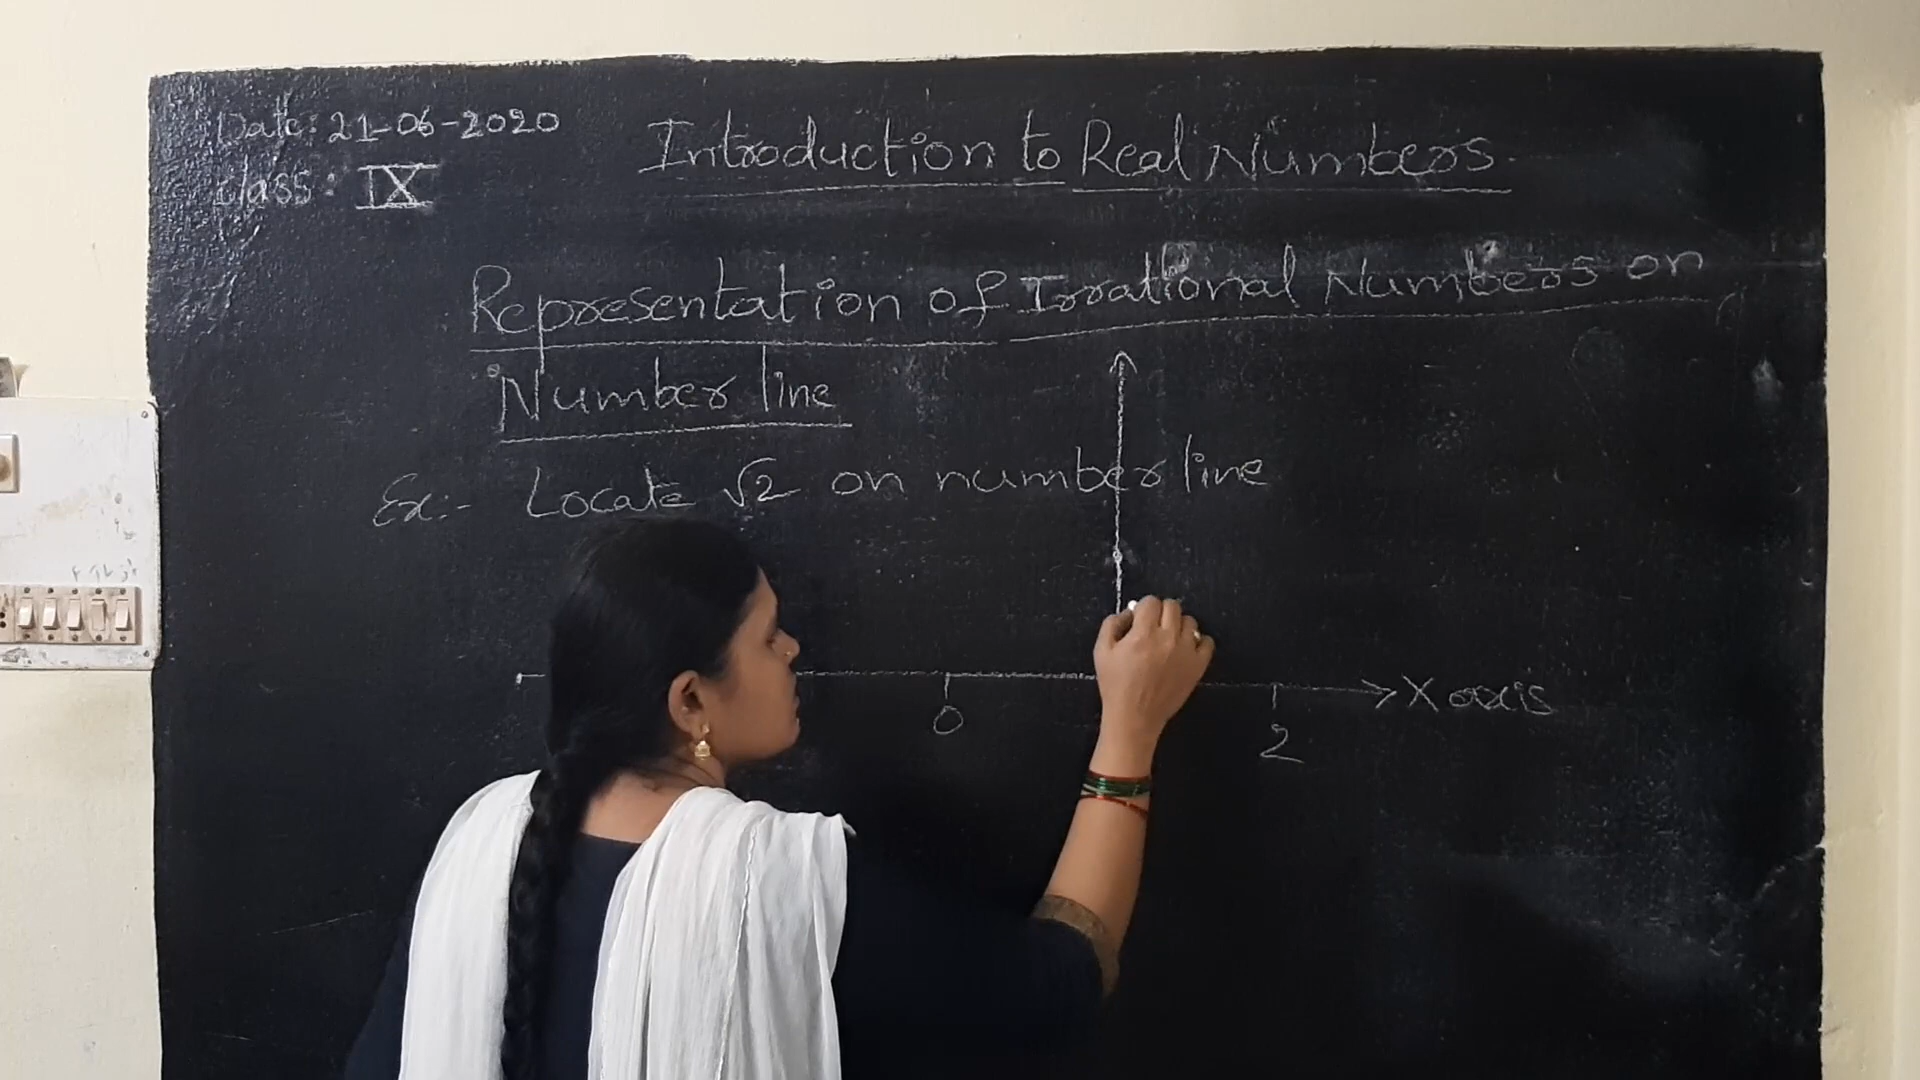 Date: 21-06-2020
class: IX
Introduction to Real Numbers
Representation of Irrational Numbers on
Number line
Ex:- Locate √2 on number line
0
2
X axis